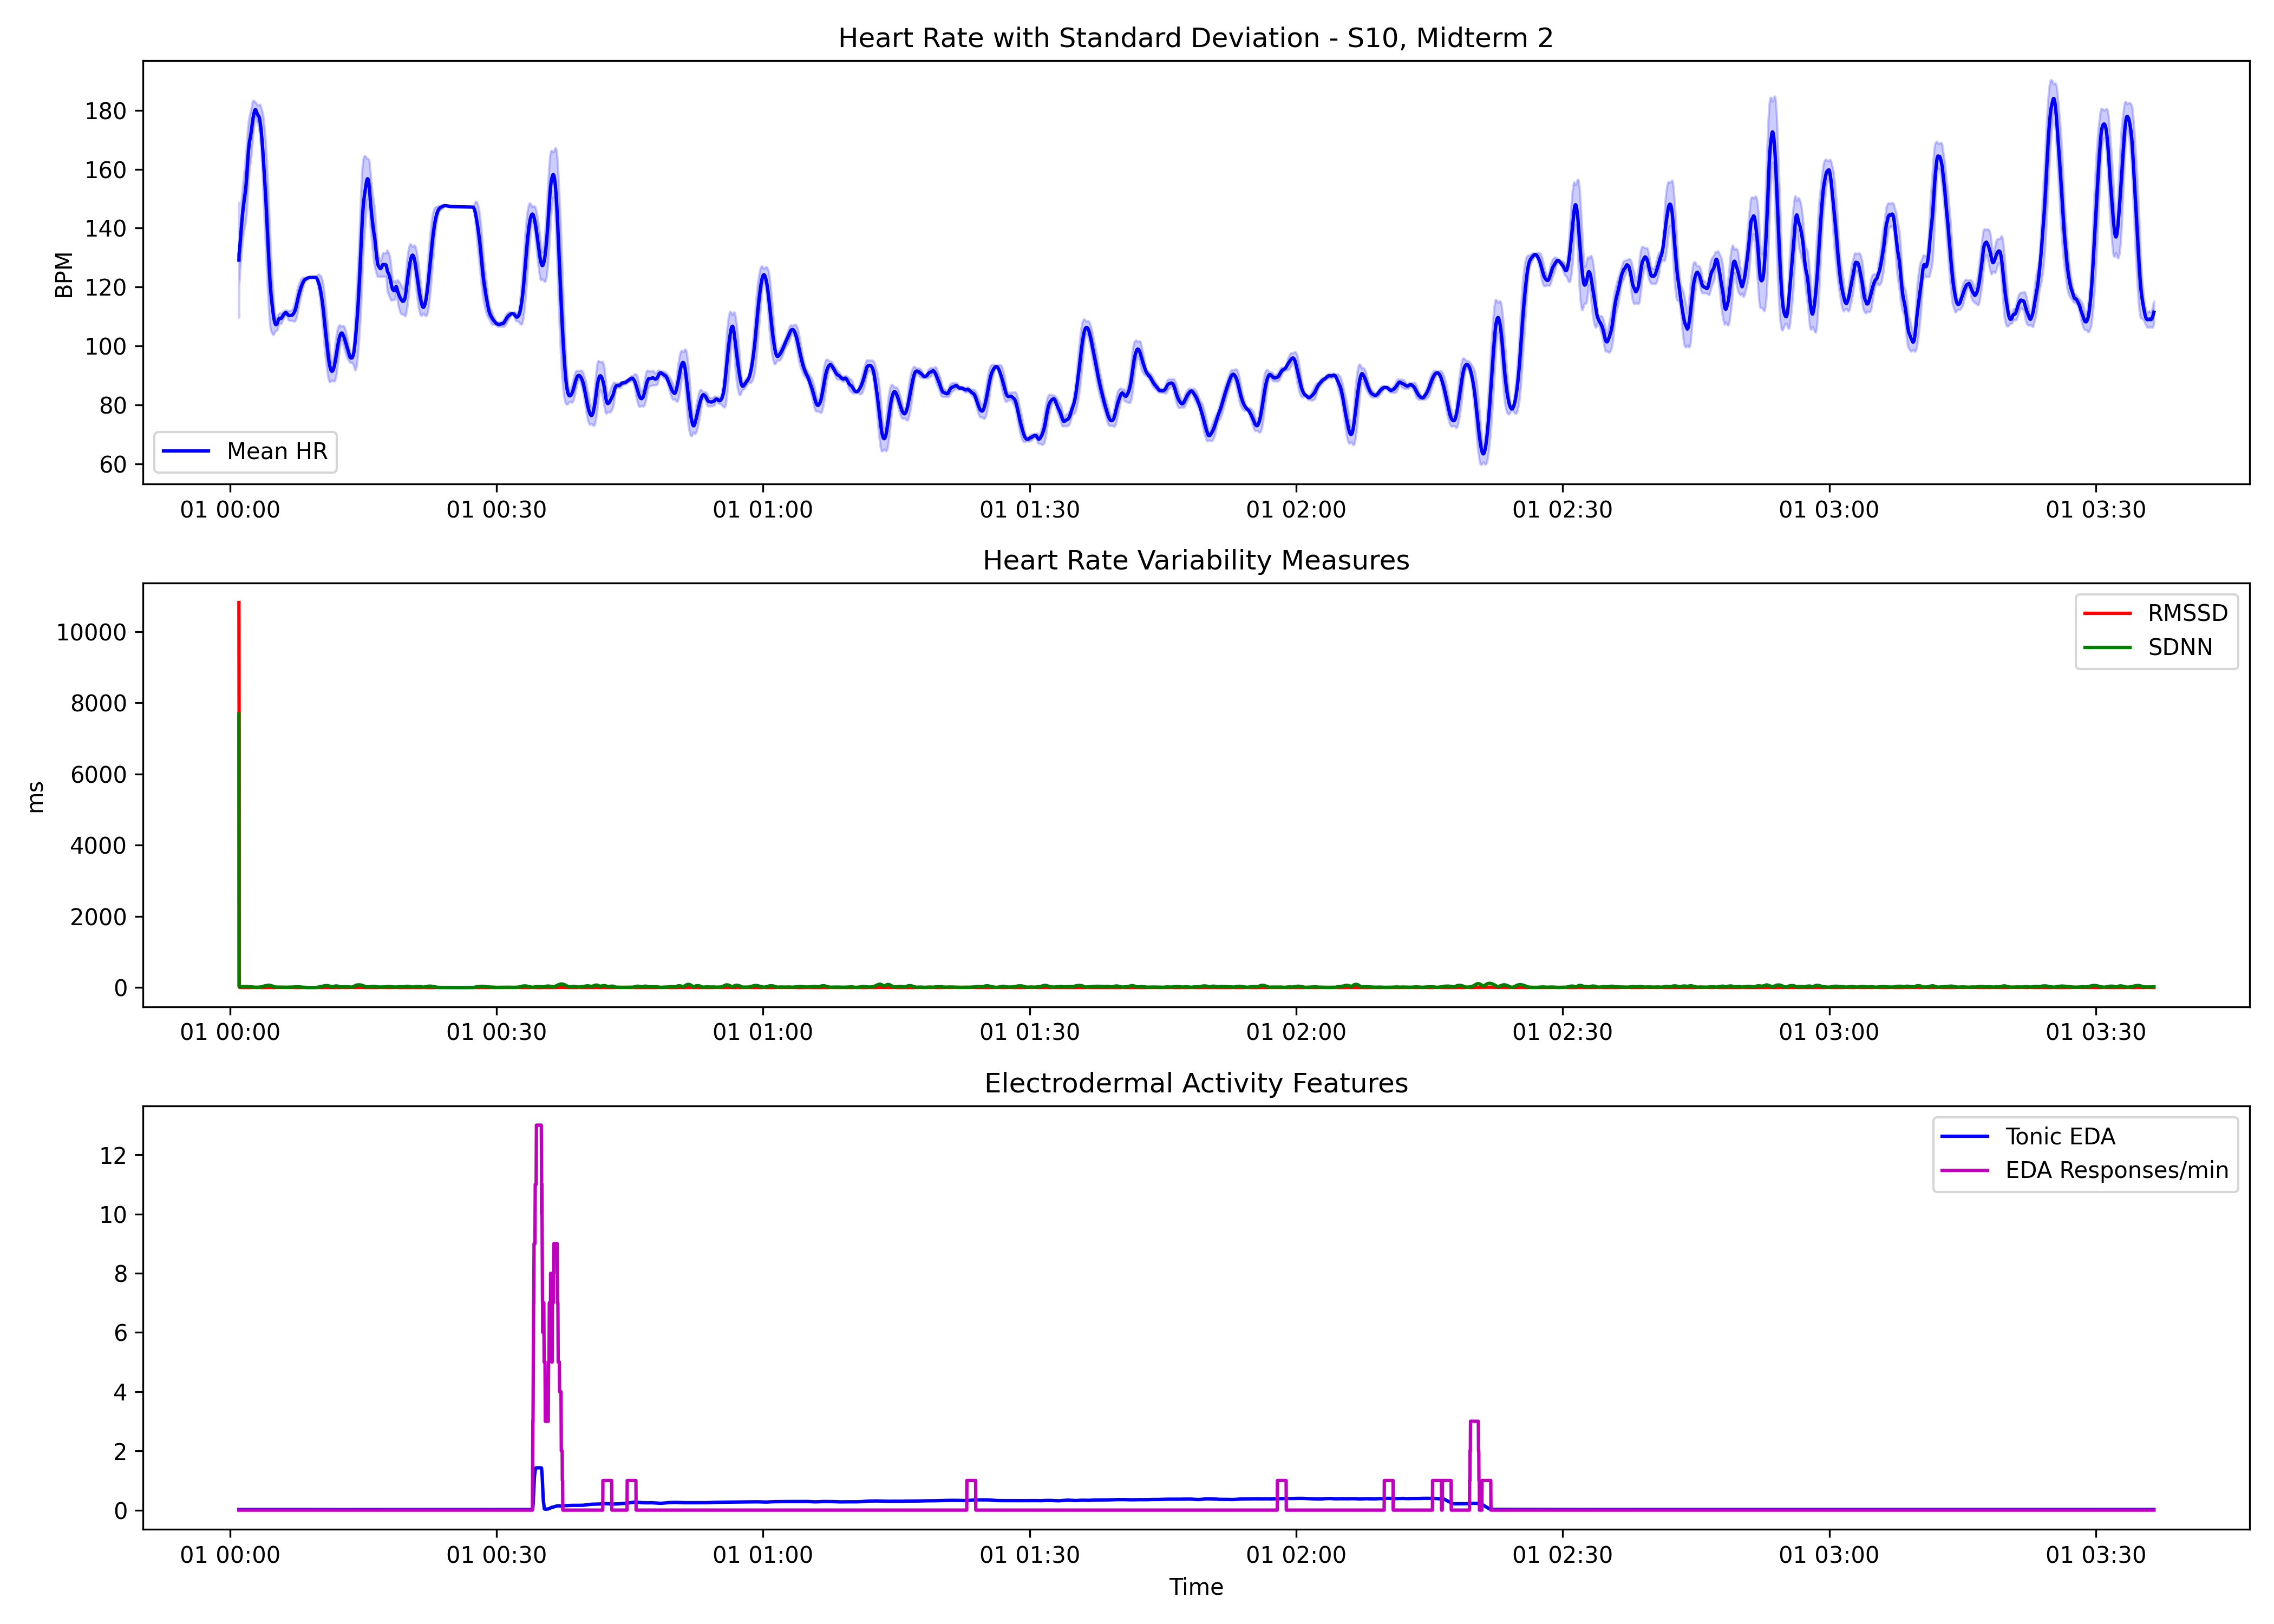 Heart Rate with Standard Deviation - S10, Midterm 2
BPM
180
160
140
120
100
80
60
Mean HR
01 00:00 01 00:30 01 01:00 01 01:30 01 02:00 01 02:30 01 03:00 01 03:30
Heart Rate Variability Measures
ms
10000
8000
6000
4000
2000
0
RMSSD
SDNN
01 00:00 01 00:30 01 01:00 01 01:30 01 02:00 01 02:30 01 03:00 01 03:30
Electrodermal Activity Features
12
10
8
6
4
2
0
Tonic EDA
EDA Responses/min
01 00:00 01 00:30 01 01:00 01 01:30 01 02:00 01 02:30 01 03:00 01 03:30
Time